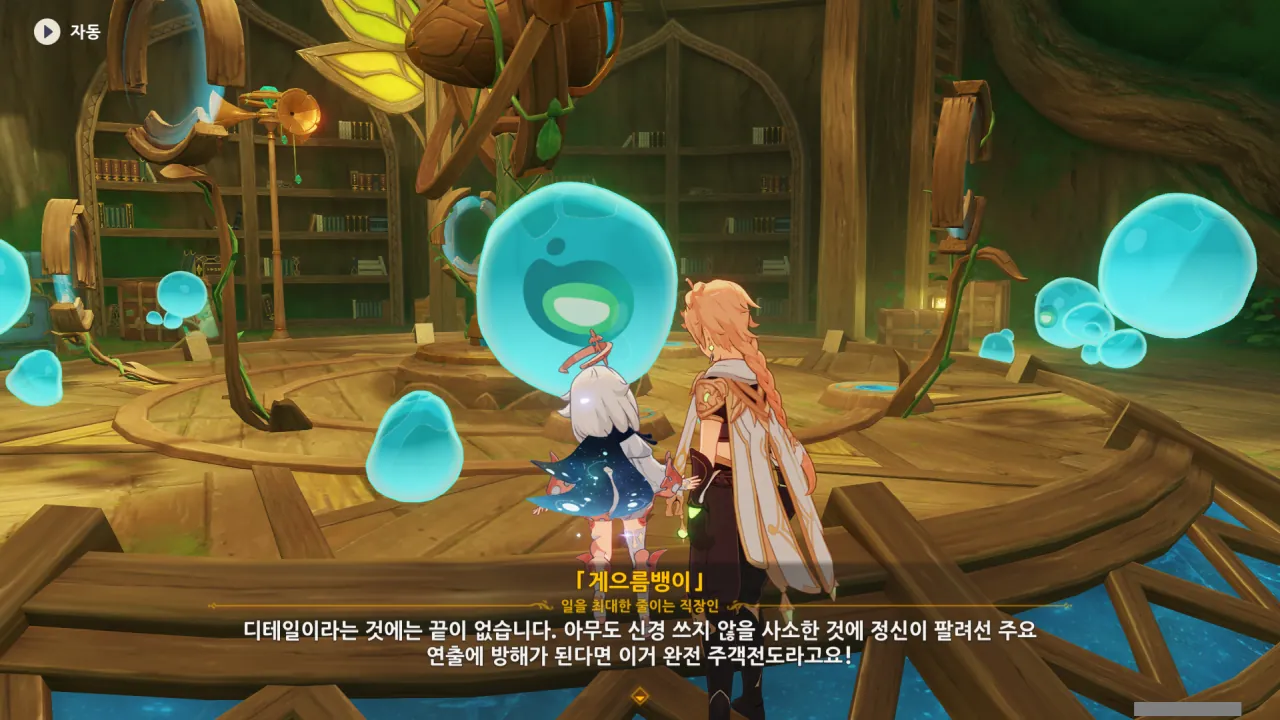 자동
「게으름뱅이」
일을 최대한 줄이는 직장인
디테일이라는 것에는 끝이 없습니다. 아무도 신경 쓰지 않을 사소한 것에 정신이 팔려선 주요
연출에 방해가 된다면 이거 완전 주객전도라고요!